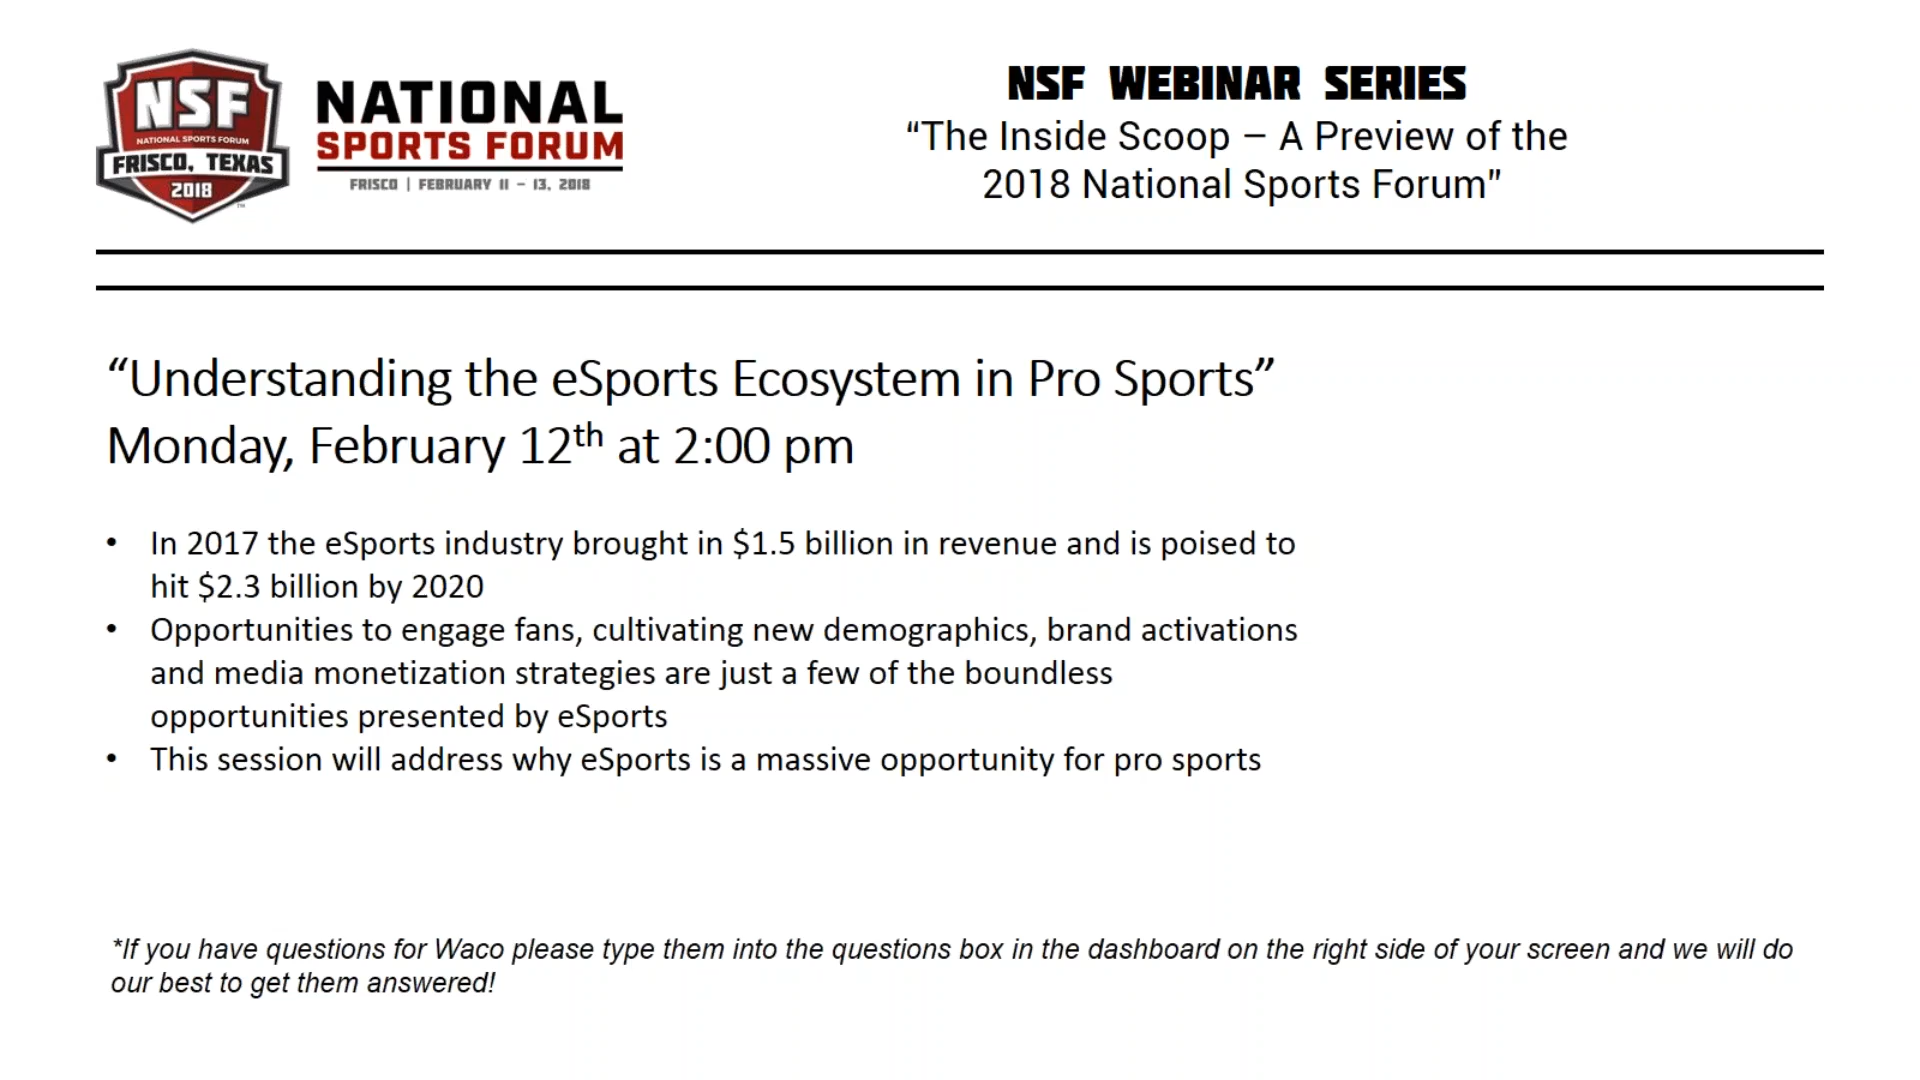 NSF
NATIONAL SPORTS FORUM
FRISCO, TEXAS
2018
™
NATIONAL
SPORTS FORUM
FRISCO | FEBRUARY 11 – 13, 2018
NSF WEBINAR SERIES
“The Inside Scoop – A Preview of the
2018 National Sports Forum”
“Understanding the eSports Ecosystem in Pro Sports”
Monday, February 12th at 2:00 pm
• In 2017 the eSports industry brought in $1.5 billion in revenue and is poised to
hit $2.3 billion by 2020
• Opportunities to engage fans, cultivating new demographics, brand activations
and media monetization strategies are just a few of the boundless
opportunities presented by eSports
• This session will address why eSports is a massive opportunity for pro sports
*If you have questions for Waco please type them into the questions box in the dashboard on the right side of your screen and we will do
our best to get them answered!